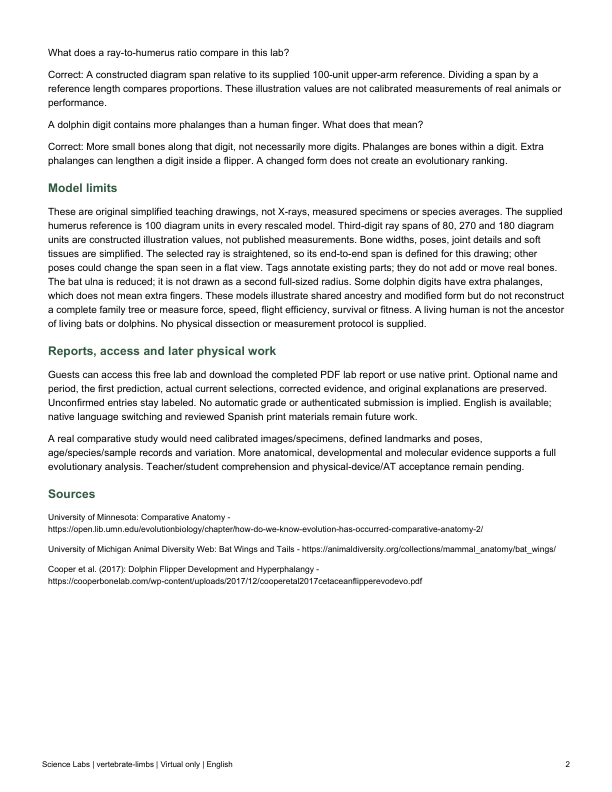 What does a ray-to-humerus ratio compare in this lab?
Correct: A constructed diagram span relative to its supplied 100-unit upper-arm reference. Dividing a span by a
reference length compares proportions. These illustration values are not calibrated measurements of real animals or
performance.
A dolphin digit contains more phalanges than a human finger. What does that mean?
Correct: More small bones along that digit, not necessarily more digits. Phalanges are bones within a digit. Extra
phalanges can lengthen a digit inside a flipper. A changed form does not create an evolutionary ranking.
Model limits
These are original simplified teaching drawings, not X-rays, measured specimens or species averages. The supplied
humerus reference is 100 diagram units in every rescaled model. Third-digit ray spans of 80, 270 and 180 diagram
units are constructed illustration values, not published measurements. Bone widths, poses, joint details and soft
tissues are simplified. The selected ray is straightened, so its end-to-end span is defined for this drawing; other
poses could change the span seen in a flat view. Tags annotate existing parts; they do not add or move real bones.
The bat ulna is reduced; it is not drawn as a second full-sized radius. Some dolphin digits have extra phalanges,
which does not mean extra fingers. These models illustrate shared ancestry and modified form but do not reconstruct
a complete family tree or measure force, speed, flight efficiency, survival or fitness. A living human is not the ancestor
of living bats or dolphins. No physical dissection or measurement protocol is supplied.
Reports, access and later physical work
Guests can access this free lab and download the completed PDF lab report or use native print. Optional name and
period, the first prediction, actual current selections, corrected evidence, and original explanations are preserved.
Unconfirmed entries stay labeled. No automatic grade or authenticated submission is implied. English is available;
native language switching and reviewed Spanish print materials remain future work.
A real comparative study would need calibrated images/specimens, defined landmarks and poses,
age/species/sample records and variation. More anatomical, developmental and molecular evidence supports a full
evolutionary analysis. Teacher/student comprehension and physical-device/AT acceptance remain pending.
Sources
University of Minnesota: Comparative Anatomy -
https://open.lib.umn.edu/evolutionbiology/chapter/how-do-we-know-evolution-has-occurred-comparative-anatomy-2/
University of Michigan Animal Diversity Web: Bat Wings and Tails - https://animaldiversity.org/collections/mammal_anatomy/bat_wings/
Cooper et al. (2017): Dolphin Flipper Development and Hyperphalangy -
https://cooperbonelab.com/wp-content/uploads/2017/12/cooperetal2017cetaceanflipperevodevo.pdf
Science Labs | vertebrate-limbs | Virtual only | English
2